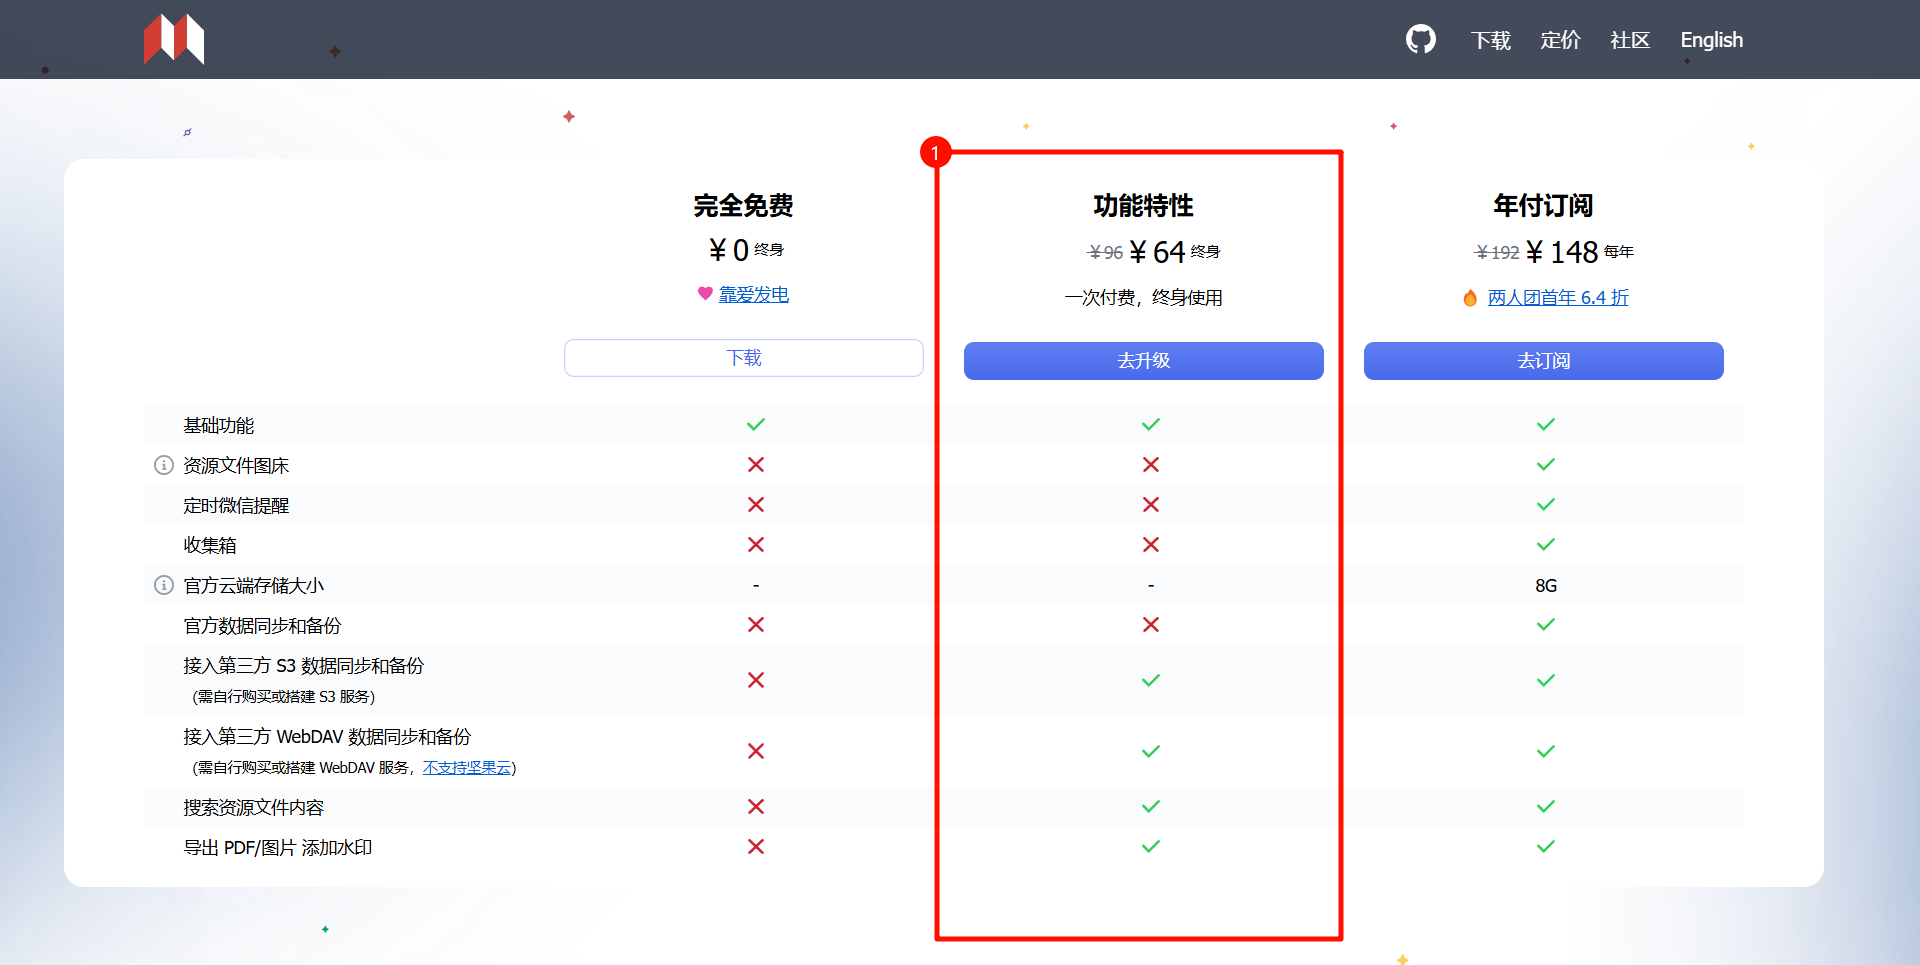 下载 定价 社区 English
1
完全免费 功能特性 年付订阅
¥ 0 终身 ¥96 ¥ 64 终身 ¥192 ¥ 148 每年
靠爱发电 一次付费，终身使用 两人团首年 6.4 折
下载 去升级 去订阅
基础功能
资源文件图床
定时微信提醒
收集箱
官方云端存储大小 - - 8G
官方数据同步和备份
接入第三方 S3 数据同步和备份
（需自行购买或搭建 S3 服务）
接入第三方 WebDAV 数据同步和备份
（需自行购买或搭建 WebDAV 服务，不支持坚果云）
搜索资源文件内容
导出 PDF/图片 添加水印